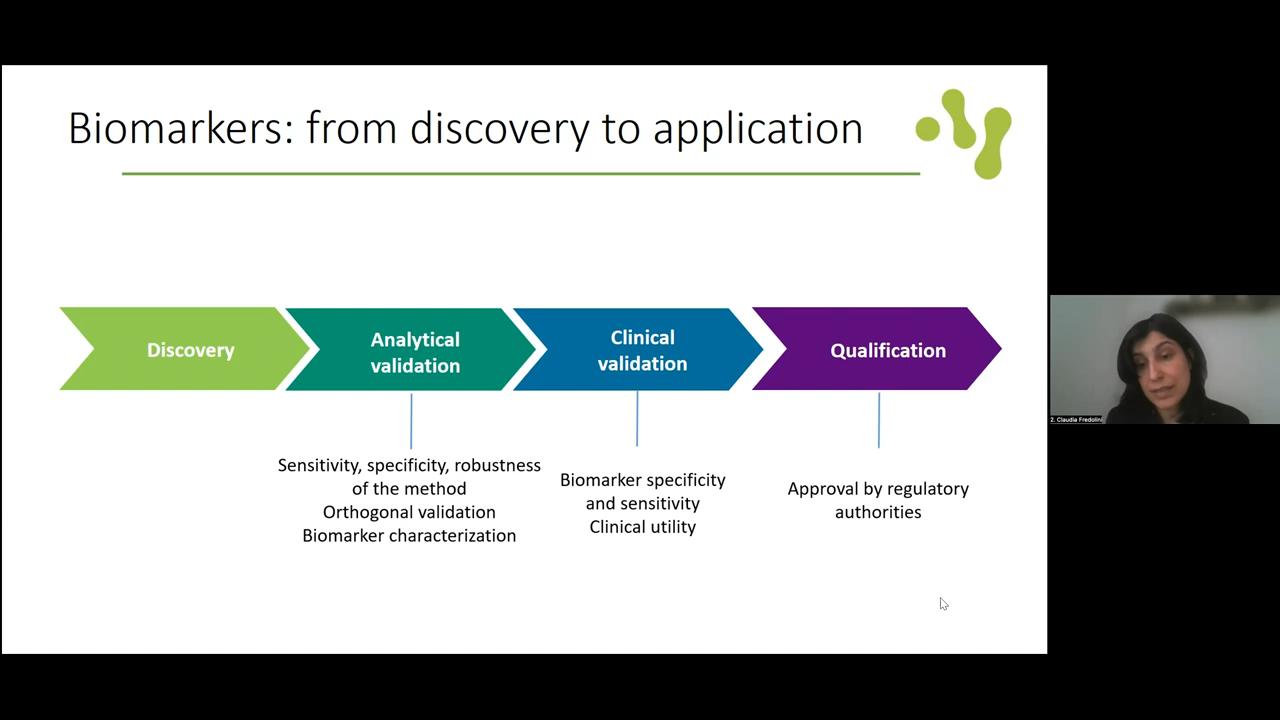 Biomarkers: from discovery to application
Discovery
Analytical
validation
Clinical
validation
Qualification
Sensitivity, specificity, robustness
of the method
Orthogonal validation
Biomarker characterization
Biomarker specificity
and sensitivity
Clinical utility
Approval by regulatory
authorities
2. Claudia Fredolini